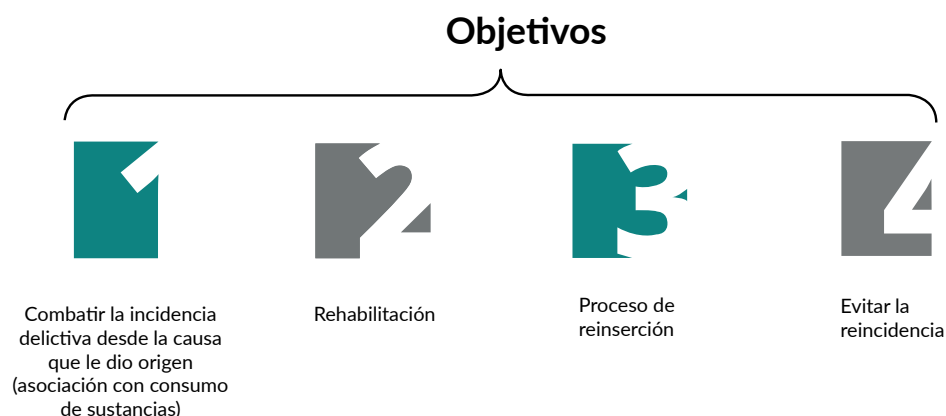 Objetivos
1
2
3
4
Combatir la incidencia
delictiva desde la causa
que le dio origen
(asociación con consumo
de sustancias)
Rehabilitación
Proceso de
reinserción
Evitar la
reincidencia